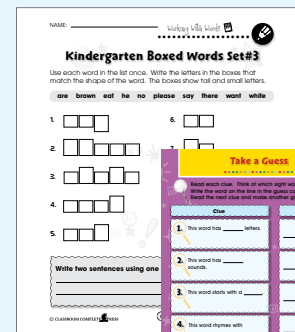 NAME:
Working With Words
Kindergarten Boxed Words Set#3
Use each word in the list once. Write the letters in the boxes that
match the shape of the word. The boxes show tall and small letters.
are brown eat he no please say there want white
1.
6.
2.
7.
3.
4.
5.
Write two sentences using one
© CLASSROOM COMPLETE PRESS
Take a Guess
Read each clue. Think of which sight wo
Write the word on the line in the guess co
Read the next clue and make another g
Clue
1. This word has ______ letters.
2. This word has ______
sounds.
3. This word starts with a ______.
4. This word rhymes with